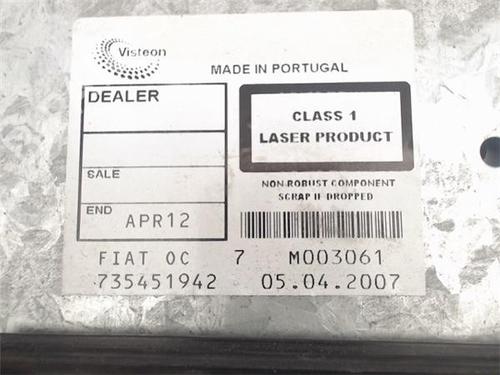 Visteon
MADE IN PORTUGAL
DEALER
CLASS 1
LASER PRODUCT
SALE
NON-ROBUST COMPONENT
SCRAP IF DROPPED
END APR12
FIAT OC 7 M003061
735451942 05.04.2007